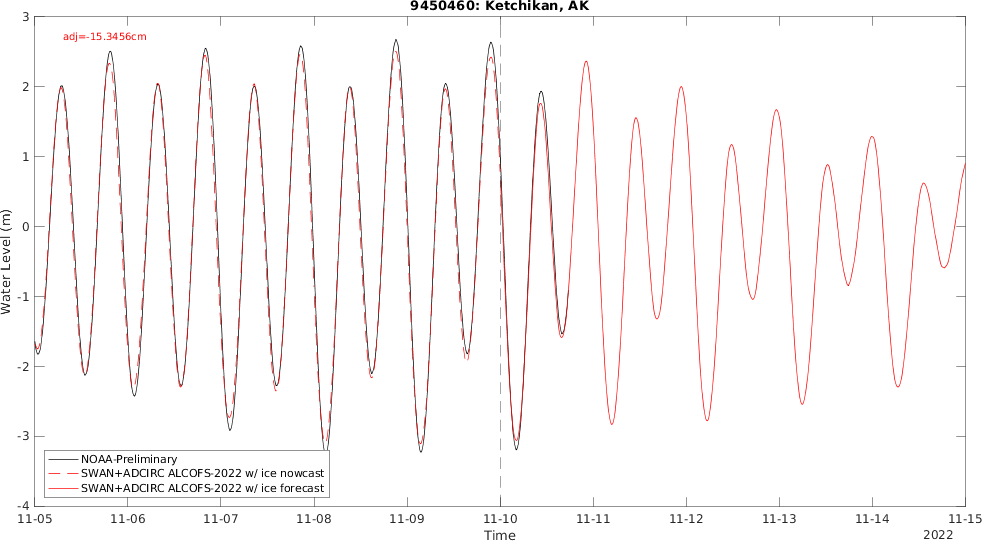 9450460: Ketchikan, AK
adj=-15.3456cm
3
2
1
0
-1
-2
-3
-4
Water Level (m)
NOAA-Preliminary
SWAN+ADCIRC ALCOFS-2022 w/ ice nowcast
SWAN+ADCIRC ALCOFS-2022 w/ ice forecast
11-05 11-06 11-07 11-08 11-09 11-10 11-11 11-12 11-13 11-14 11-15
Time
2022